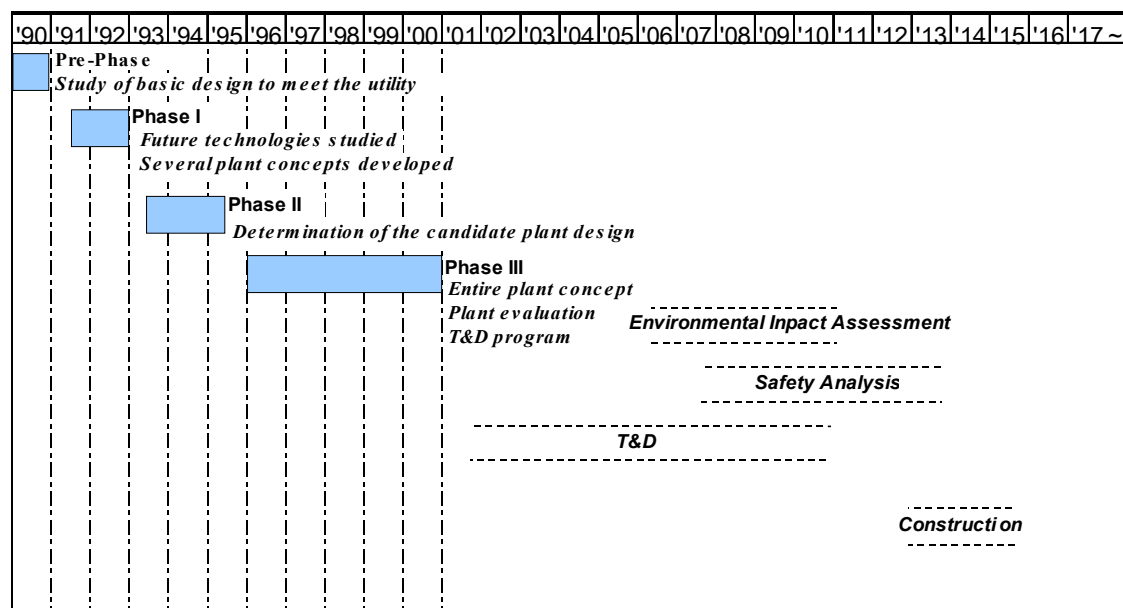 '90 '91 '92 '93 '94 '95 '96 '97 '98 '99 '00 '01 '02 '03 '04 '05 '06 '07 '08 '09 '10 '11 '12 '13 '14 '15 '16 '17 ~
Pre-Phase
Study of basic design to meet the utility
Phase I
Future technologies studied
Several plant concepts developed
Phase II
Determination of the candidate plant design
Phase III
Entire plant concept
Plant evaluation
T&D program
Environmental Inpact Assessment
Safety Analysis
T&D
Construction